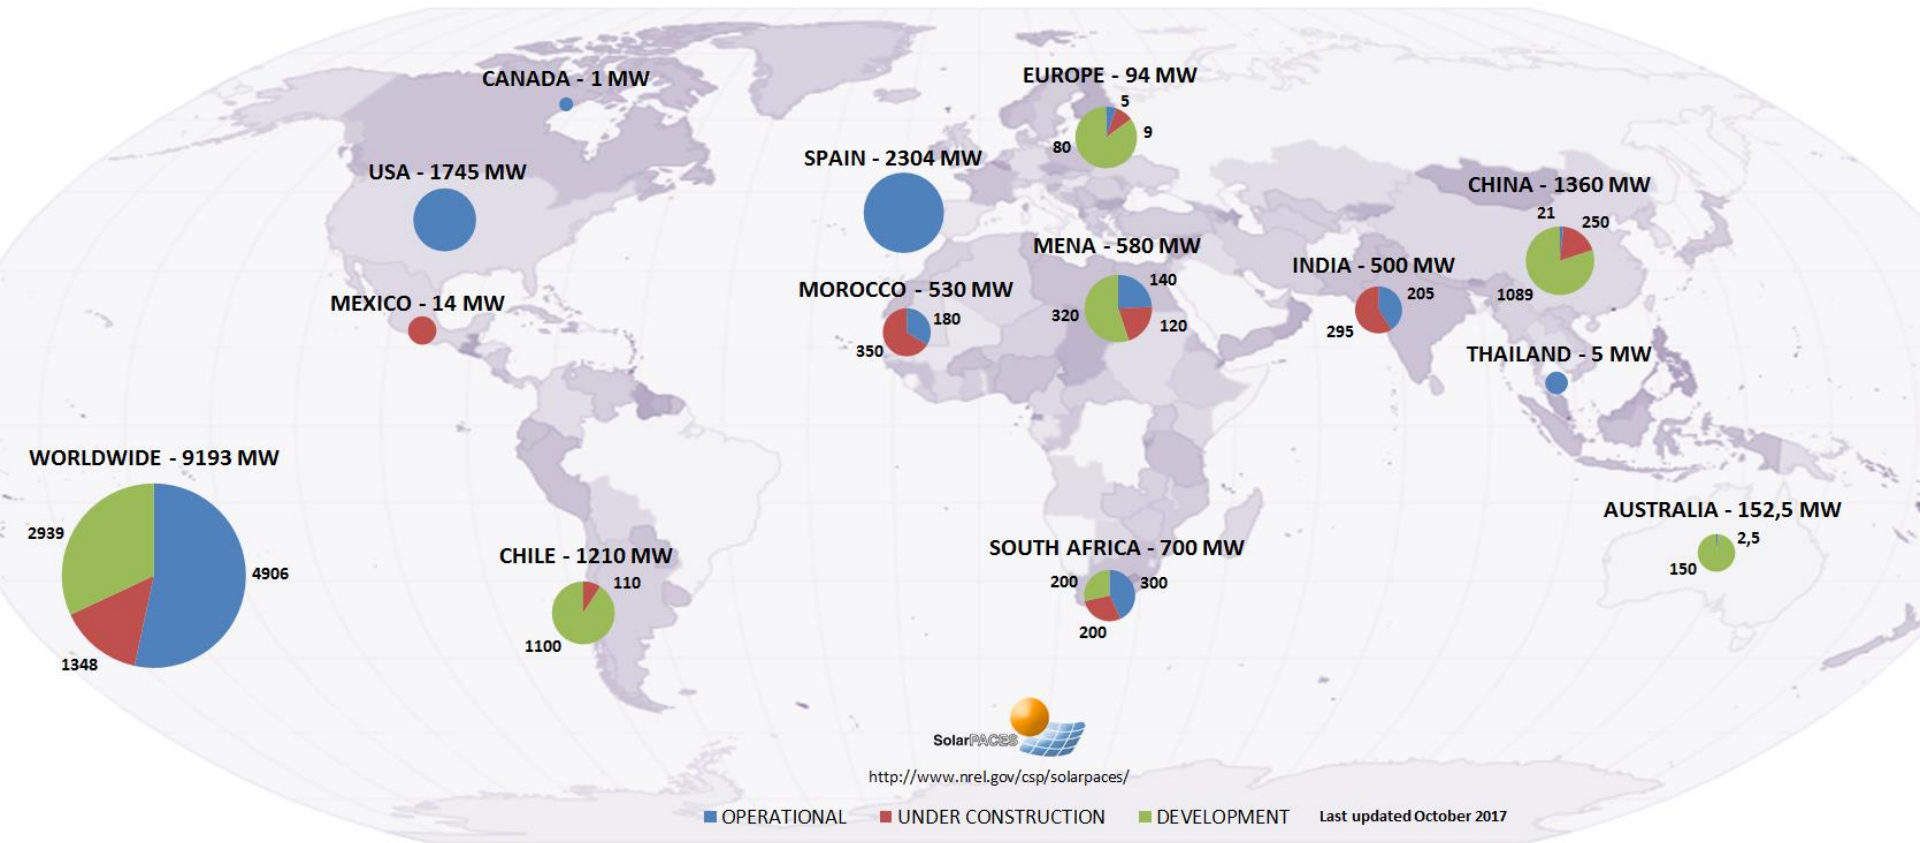 CANADA - 1 MW
EUROPE - 94 MW
5
9
80
SPAIN - 2304 MW
USA - 1745 MW
CHINA - 1360 MW
21
250
1089
MENA - 580 MW
140
320
120
INDIA - 500 MW
205
295
MOROCCO - 530 MW
180
350
MEXICO - 14 MW
THAILAND - 5 MW
WORLDWIDE - 9193 MW
2939
4906
1348
AUSTRALIA - 152,5 MW
2,5
150
SOUTH AFRICA - 700 MW
200
300
200
CHILE - 1210 MW
110
1100
SolarPACES
http://www.nrel.gov/csp/solarpaces/
OPERATIONAL UNDER CONSTRUCTION DEVELOPMENT Last updated October 2017